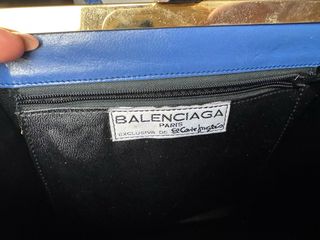 BALENCIAGA
PARIS
EXCLUSIVA DE El Corte Inglés